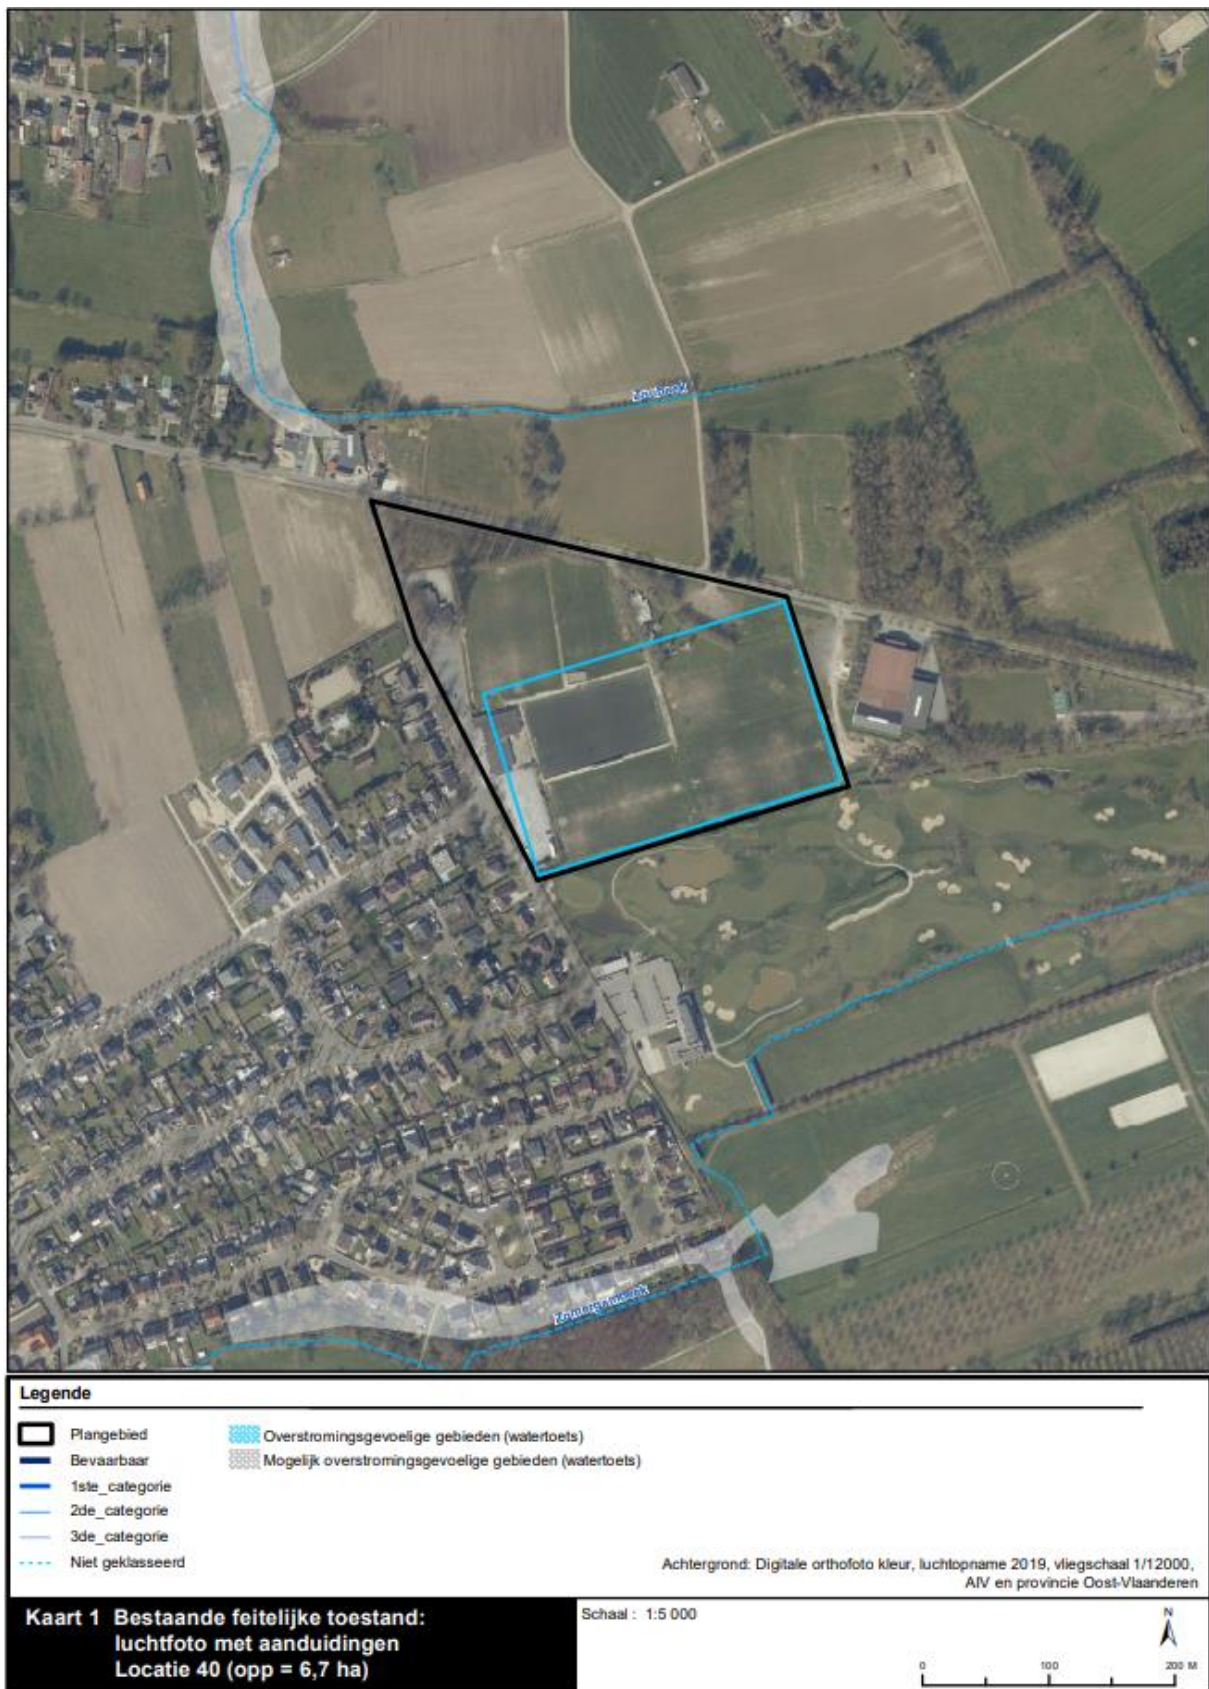 Legende
Plangebied
Bevaarbaar
1ste_categorie
2de_categorie
3de_categorie
Niet geklasseerd
Overstromingsgevoelige gebieden (watertoets)
Mogelijk overstromingsgevoelige gebieden (watertoets)
Achtergrond: Digitale orthofoto kleur, luchtopname 2019, vliegschaal 1/12000,
AIV en provincie Oost-Vlaanderen
Kaart 1 Bestaande feitelijke toestand:
luchtfoto met aanduidingen
Locatie 40 (opp = 6,7 ha)
Schaal : 1:5 000
N
0 100 200 M